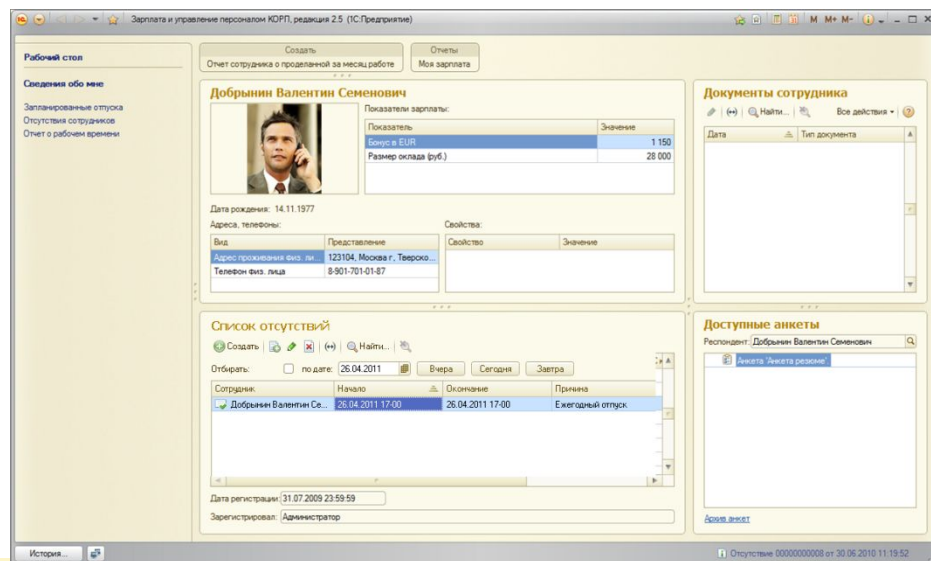 Зарплата и управление персоналом КОРП, редакция 2.5 (1С:Предприятие)
M M+ M-
Рабочий стол
Сведения обо мне
Запланированные отпуска
Отсутствия сотрудников
Отчет о рабочем времени
Создать
Отчет сотрудника о проделанной за месяц работе
Отчеты
Моя зарплата
Добрынин Валентин Семенович
Показатели зарплаты:
Показатель Значение
Бонус в EUR 1 150
Размер оклада (руб.) 28 000
Дата рождения: 14.11.1977
Адреса, телефоны:
Вид Представление
Адрес проживания физ. ли... 123104, Москва г, Тверско...
Телефон физ. лица 8-901-701-01-87
Свойства:
Свойство Значение
Документы сотрудника
Найти... Все действия
Дата Тип документа
Список отсутствий
Создать Найти...
Отбирать: по дате: 26.04.2011 Вчера Сегодня Завтра
Сотрудник Начало Окончание Причина
Добрынин Валентин Се... 26.04.2011 17-00 26.04.2011 17-00 Ежегодный отпуск
Дата регистрации: 31.07.2009 23:59:59
Зарегистрировал: Администратор
Доступные анкеты
Респондент: Добрынин Валентин Семенович
Анкета "Анкета резюме"
Архив анкет
История...
Отсутствие 00000000008 от 30.06.2010 11:19:52